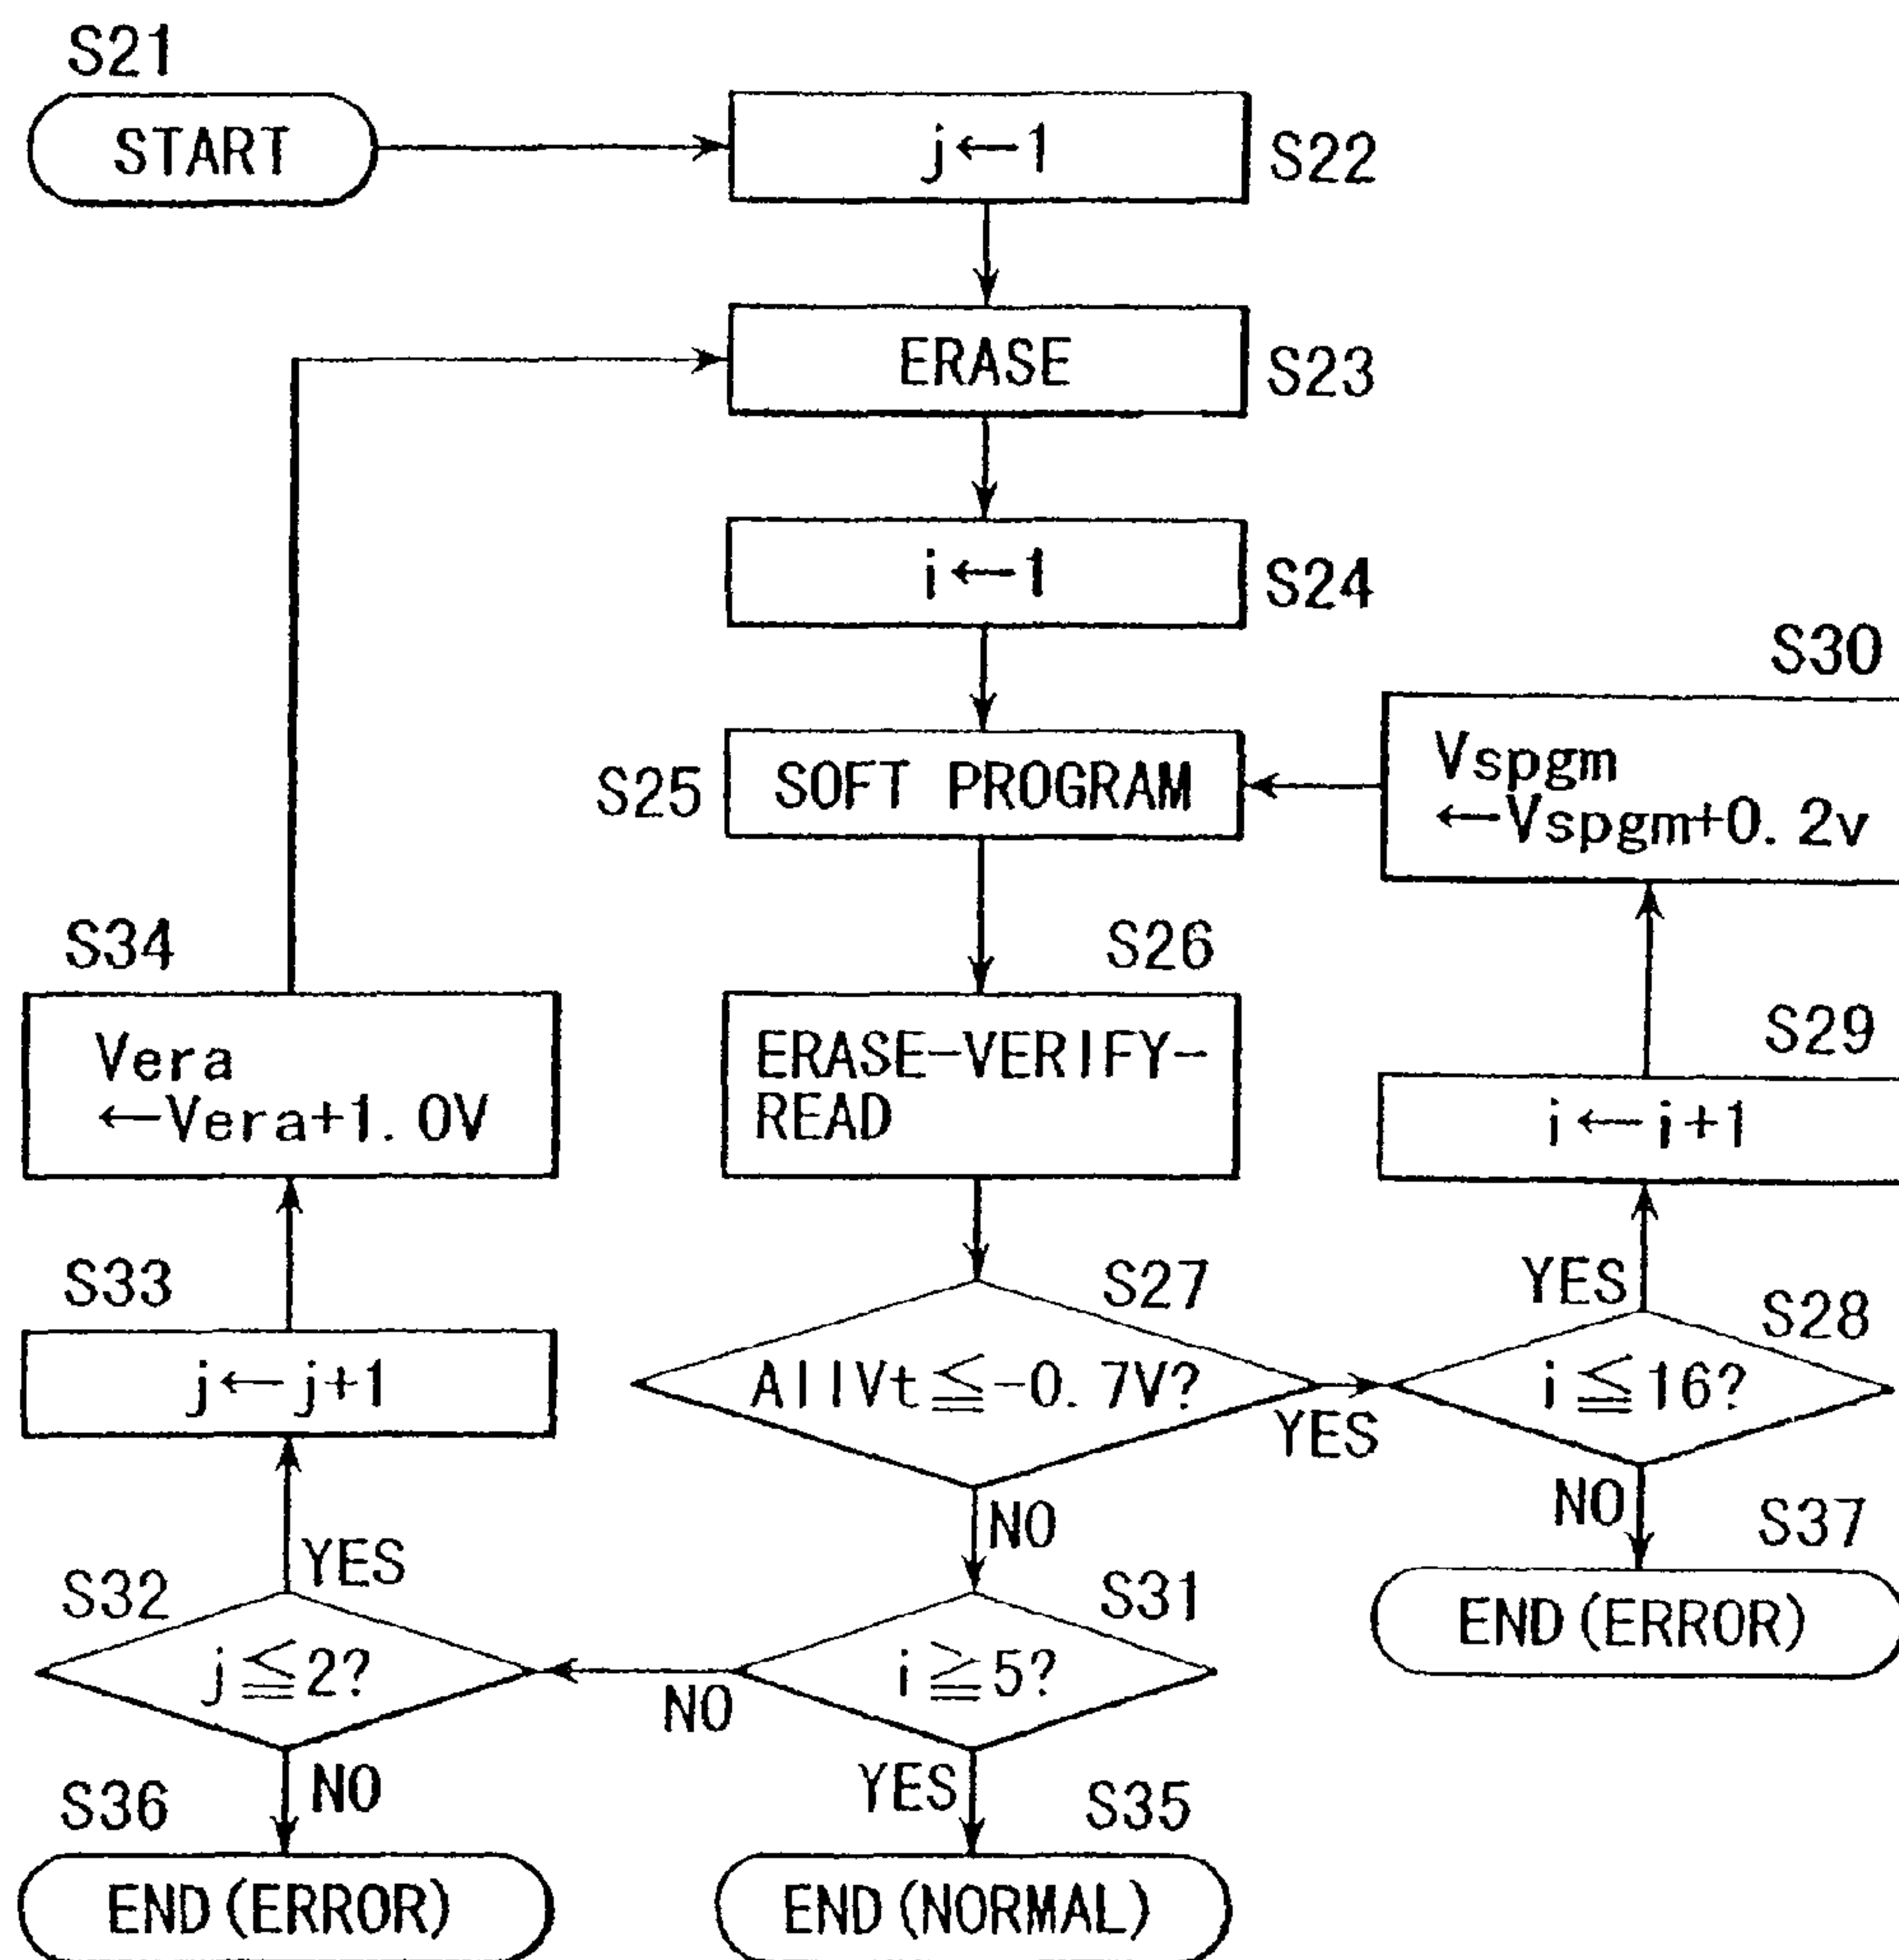 S21
START
j←1
S22
ERASE
S23
i←1
S24
S25
SOFT PROGRAM
S30
Vspgm
←Vspgm+0.2v
S26
ERASE-VERIFY-
READ
S34
Vera
←Vera+1.0V
S29
i←i+1
S33
j←j+1
S27
AllVt≦-0.7V?
YES
S28
i≦16?
YES
NO
S37
END(ERROR)
NO
S31
i≧5?
NO
S32
j≦2?
YES
NO
S36
END(ERROR)
YES
S35
END(NORMAL)